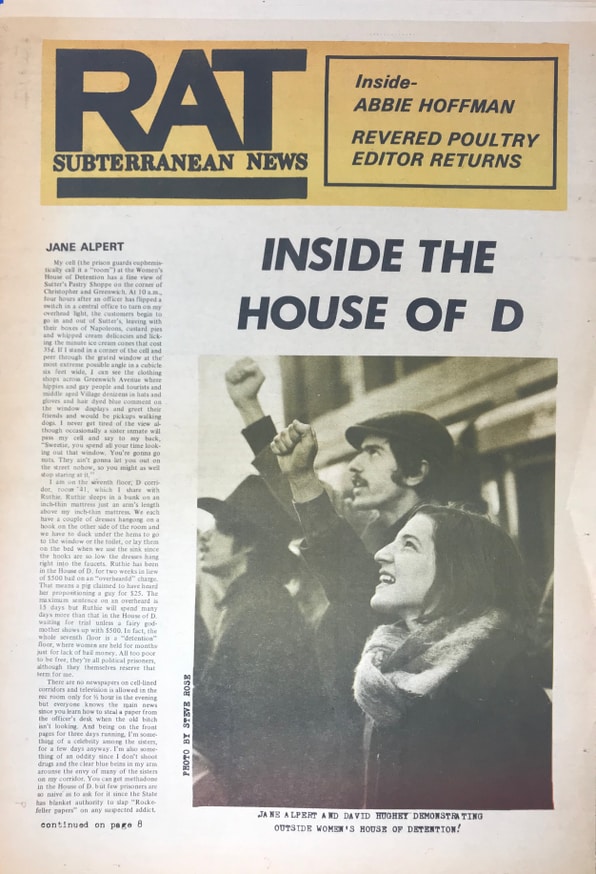 RAT
SUBTERRANEAN NEWS
Inside-
ABBIE HOFFMAN
REVERED POULTRY
EDITOR RETURNS
INSIDE THE
HOUSE OF D
JANE ALPERT
My cell (the prison guards euphemis-
tically call it a "room") at the Women's
House of Detention has a fine view of
Sutter's Pastry Shoppe on the corner of
Christopher and Greenwich. At 10 a.m.,
four hours after an officer has flipped a
switch in a central office to turn on my
overhead light, the customers begin to
go in and out of Sutter's, leaving with
their boxes of Napoleons, custard pies
and whipped cream delicacies and lick-
ing the minute ice cream cones that cost
35¢. If I stand in a corner of the cell and
peer through the grated window at the
most extreme possible angle in a cubicle
six feet wide, I can see the clothing
shops across Greenwich Avenue where
hippies and gay people and tourists and
middle aged Village denizens in hats and
gloves and hair dyed blue comment on
the window displays and greet their
friends and would be pickups walking
dogs. I never get tired of the view al-
though occasionally a sister inmate will
pass my cell and say to my back,
"Sweetie, you spend all your time look-
ing out that window. You're gonna go
nuts. They ain't gonna let you out on
the street nohow, so you might as well
stop staring at it."
I am on the seventh floor, D corri-
dor, room 21, which I share with
Ruthie. Ruthie sleeps in a bunk on an
inch-thin mattress just an arm's length
above my inch-thin mattress. We each
have a couple of dresses hanging on a
hook on the other side of the room and
we have to duck under the hems to go
to the window or the toilet, or lay them
on the bed when we use the sink since
the hooks are so low the dresses hang
right into the faucets. Ruthie has been
in the House of D. for two weeks in lieu
of $500 bail on an "overheard" charge.
That means a pig claimed to have heard
her propositioning a guy for $25. The
maximum sentence on an overheard is
15 days but Ruthie will spend many
days more than that in the House of D.
waiting for trial unless a fairy god-
mother shows up with $500. In fact, the
whole seventh floor is a "detention"
floor, where women are held for months
just for lack of bail money. All too poor
to be free, they're all political prisoners,
although they themselves reserve that
term for me.
There are no newspapers on cell-lined
corridors and television is allowed in the
rec room only for ½ hour in the evening
but everyone knows the main news
since you learn how to steal a paper from
the officer's desk when the old bitch
isn't looking. And being on the front
pages for three days running, I'm some-
thing of a celebrity among the sisters,
for a few days anyway. I'm also some-
thing of an oddity since I don't shoot
drugs and the clear blue veins in my arm
arouse the envy of many of the sisters
on my corridor. You can get methadone
in the House of D. but few prisoners are
so naive as to ask for it since the State
has blanket authority to slap "Rocke-
feller papers" on any suspected addict,
continued on page 8
PHOTO BY STEVE ROSE
JANE ALPERT AND DAVID HUGHEY DEMONSTRATING
OUTSIDE WOMEN'S HOUSE OF DETENTION!